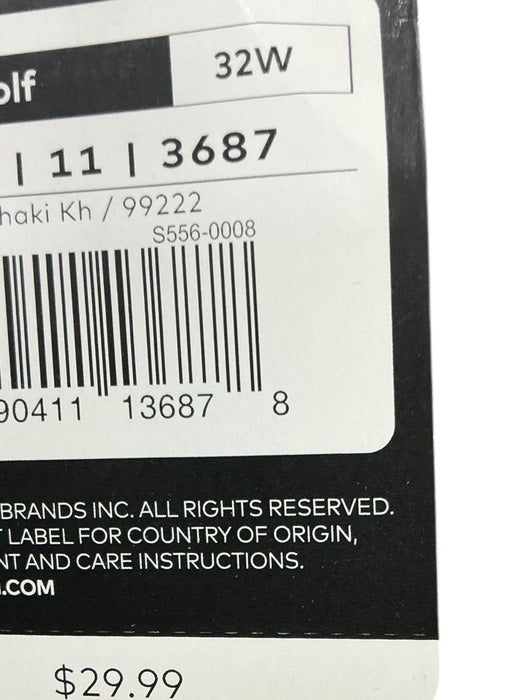 olf 32W
| 11 | 3687
haki Kh / 99222
S556-0008
90411 13687 8
BRANDS INC. ALL RIGHTS RESERVED.
LABEL FOR COUNTRY OF ORIGIN,
NT AND CARE INSTRUCTIONS.
.COM
$29.99